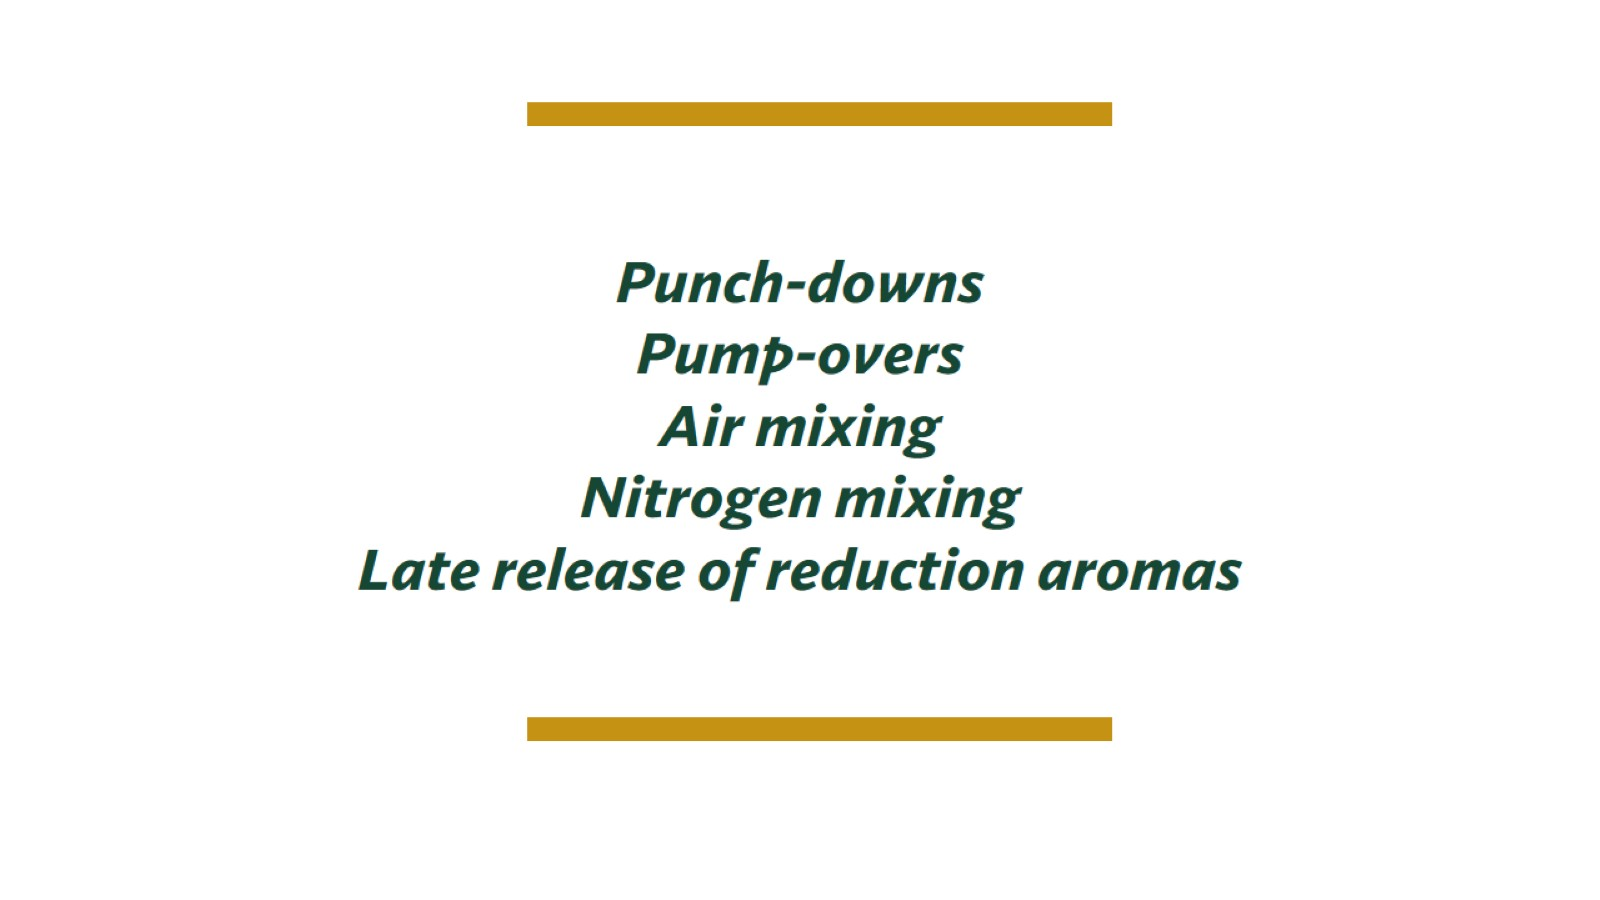 Punch-downs
Pump-overs
Air mixing
Nitrogen mixing
Late release of reduction aromas